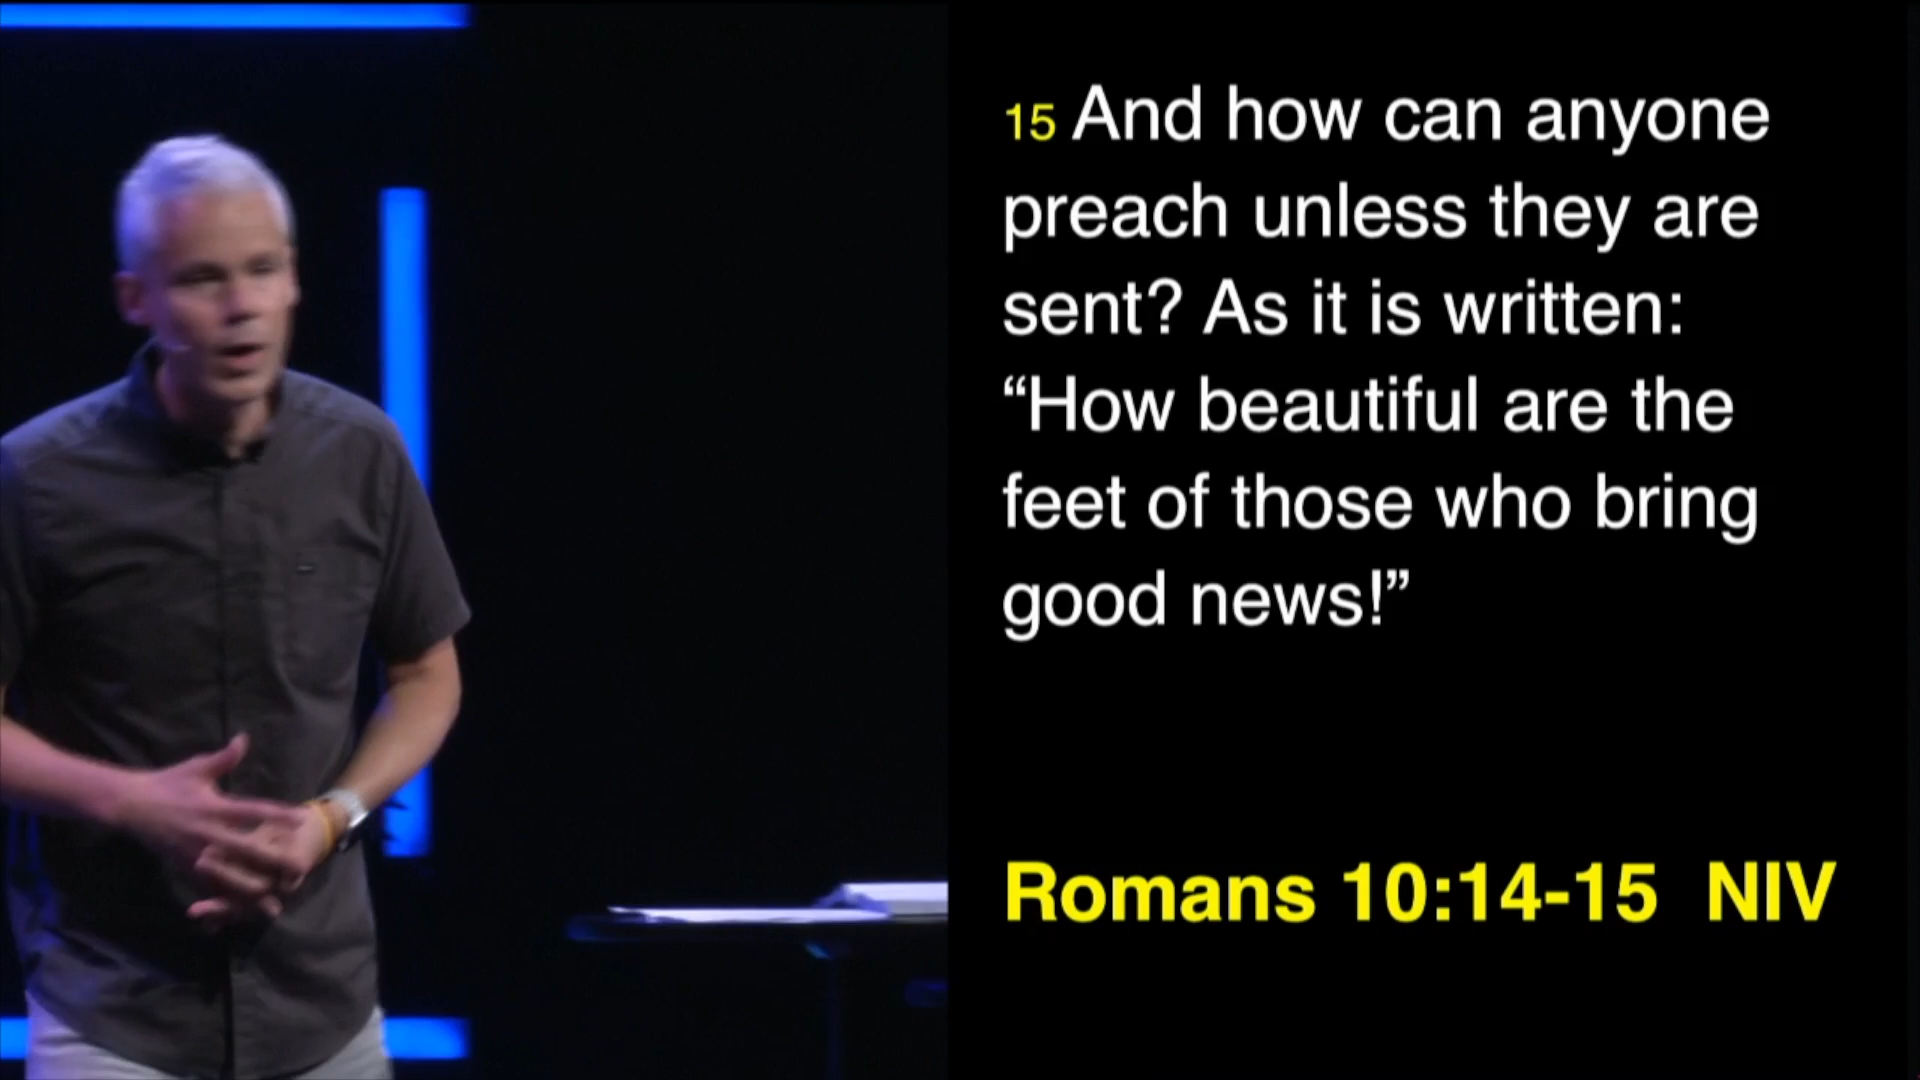 15 And how can anyone
preach unless they are
sent? As it is written:
“How beautiful are the
feet of those who bring
good news!”
Romans 10:14-15 NIV